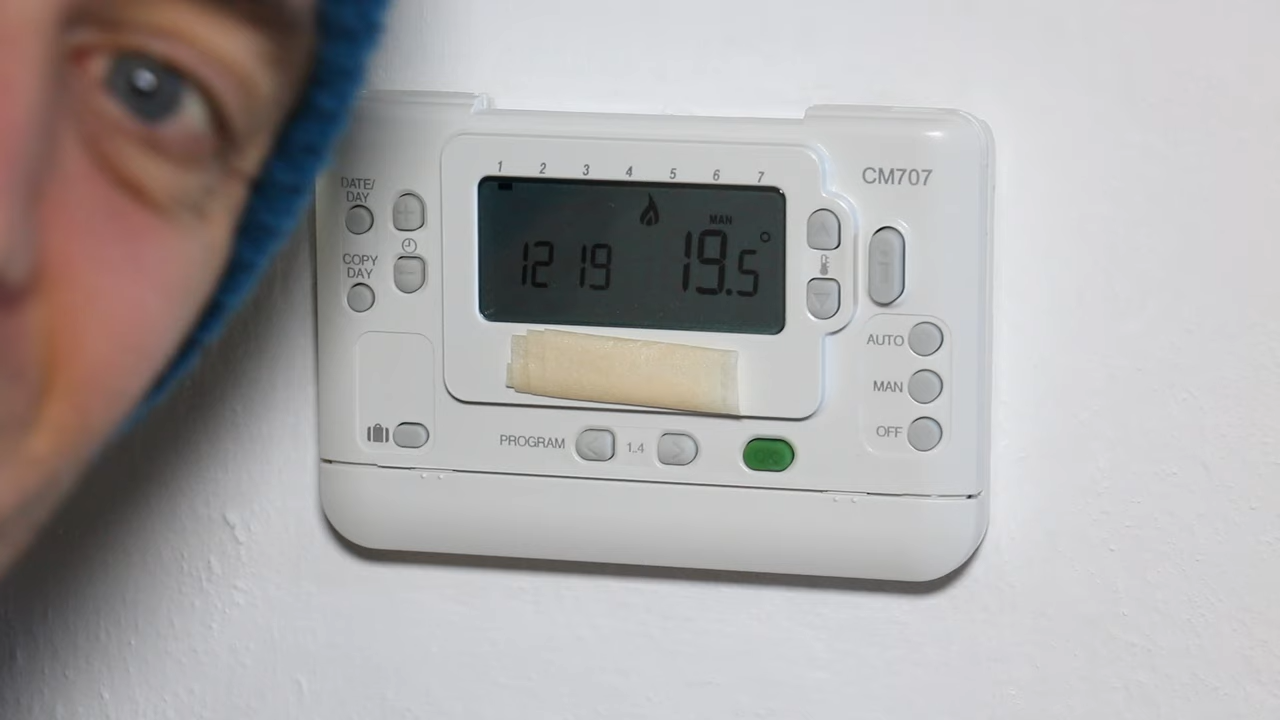 CM707
1 2 3 4 5 6 7
DATE/
DAY
MAN
12 19 19.5°
COPY
DAY
AUTO
MAN
OFF
PROGRAM 1..4